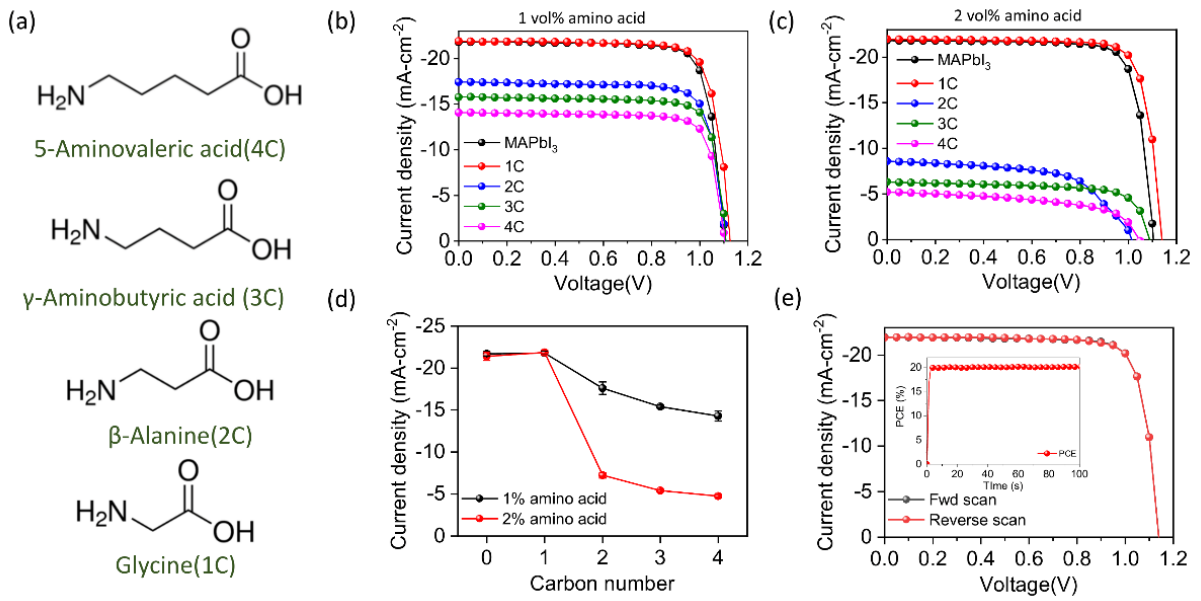 (a)
O
H₂N
OH
5-Aminovaleric acid(4C)
O
H₂N
OH
γ-Aminobutyric acid (3C)
O
H₂N
OH
β-Alanine(2C)
O
H₂N
OH
Glycine(1C)
(b)
1 vol% amino acid
Current density (mA-cm⁻²)
-20
-15
-10
-5
0
MAPbI₃
1C
2C
3C
4C
0.0 0.2 0.4 0.6 0.8 1.0 1.2
Voltage(V)
(c)
2 vol% amino acid
Current density (mA-cm⁻²)
-20
-15
-10
-5
0
MAPbI₃
1C
2C
3C
4C
0.0 0.2 0.4 0.6 0.8 1.0 1.2
Voltage(V)
(d)
Current density (mA-cm⁻²)
-25
-20
-15
-10
-5
0
1% amino acid
2% amino acid
0 1 2 3 4
Carbon number
(e)
Current density (mA-cm⁻²)
-20
-15
-10
-5
0
PCE (%)
20
15
10
5
0
PCE
0 20 40 60 80 100
TIme (s)
Fwd scan
Reverse scan
0.0 0.2 0.4 0.6 0.8 1.0 1.2
Voltage(V)